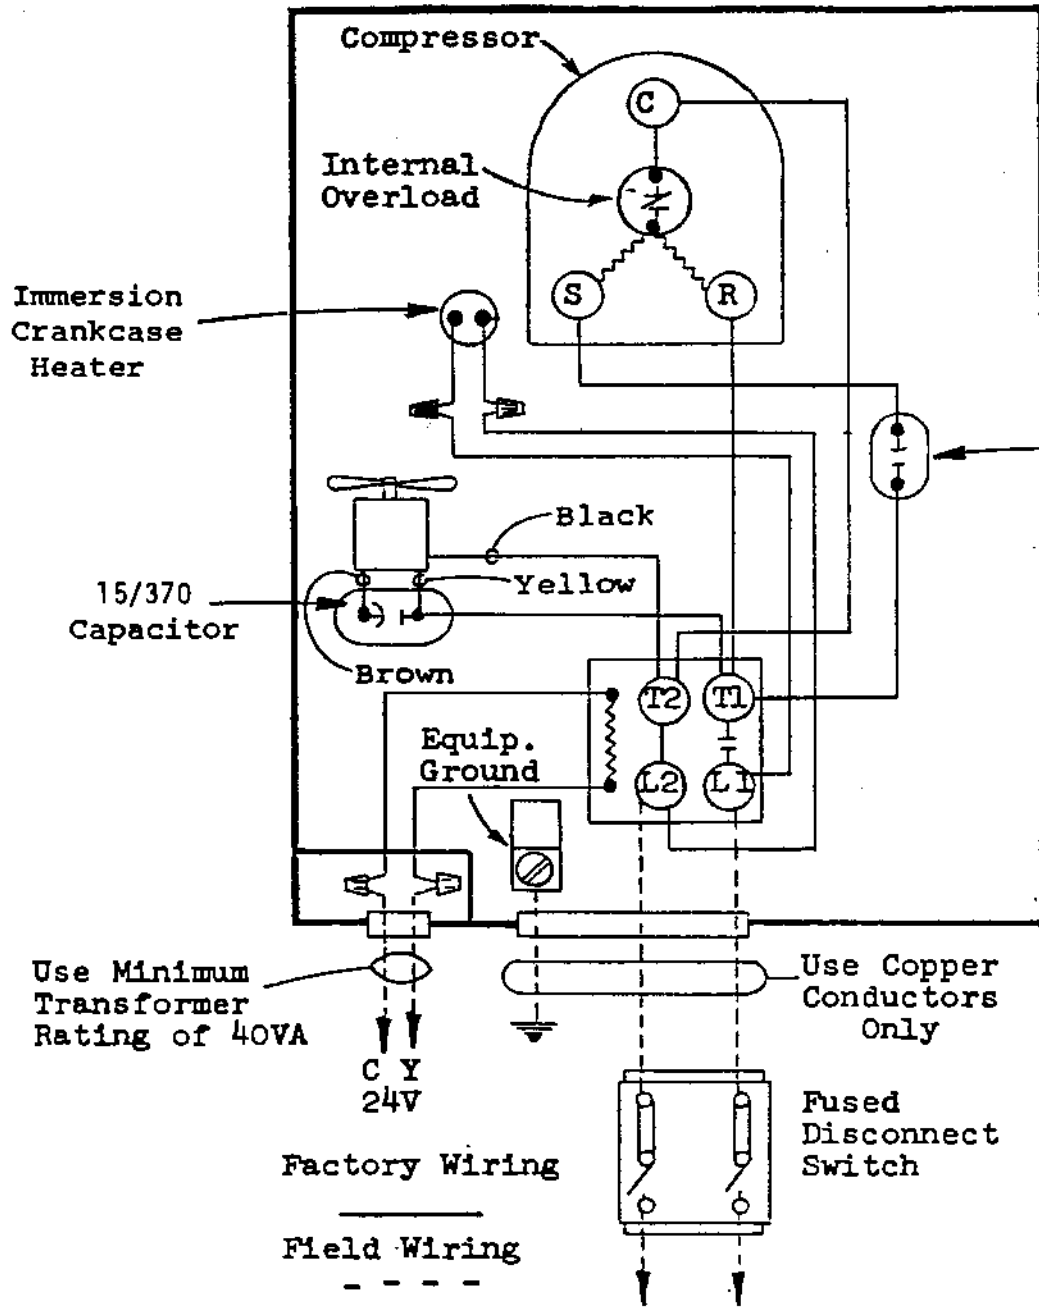 Compressor
C
Internal
Overload
S
R
Immersion
Crankcase
Heater
Black
Yellow
15/370
Capacitor
Brown
T2
T1
L2
L1
Equip.
Ground
Use Minimum
Transformer
Rating of 40VA
C Y
24V
Use Copper
Conductors
Only
Fused
Disconnect
Switch
Factory Wiring
Field Wiring